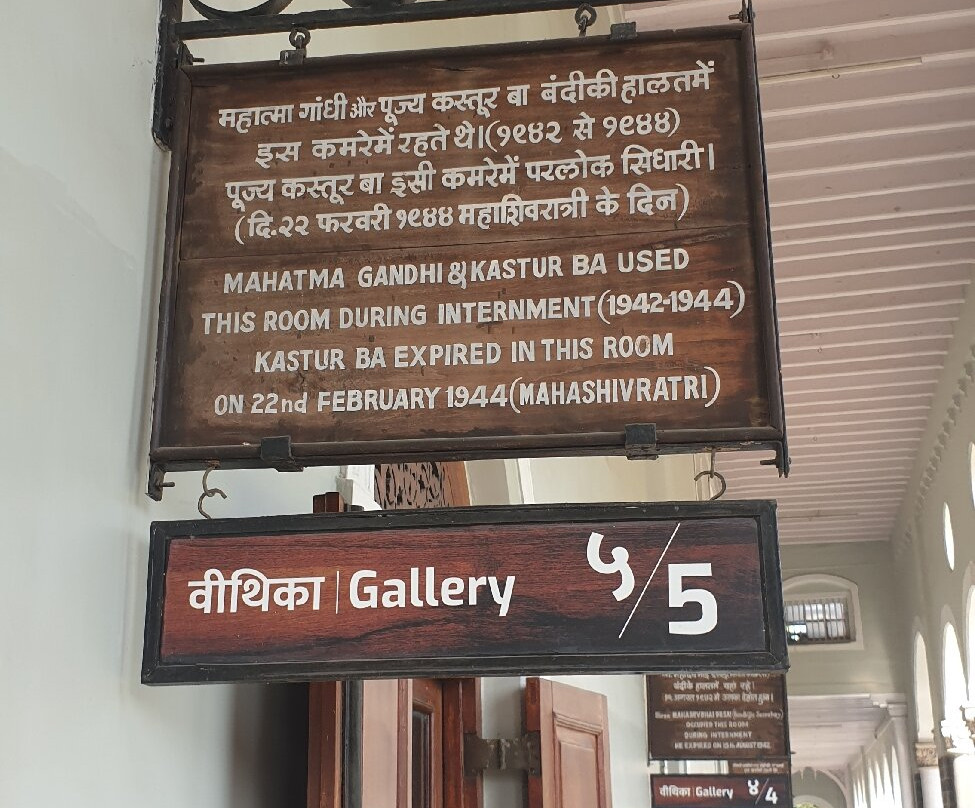 महात्मा गांधी और पूज्य कस्तूर बा बंदीकी हालतमें
इस कमरेमें रहते थे।(१९४२ से १९४४)
पूज्य कस्तूर बा इसी कमरेमें परलोक सिधारी।
(दि.२२ फरवरी १९४४ महाशिवरात्री के दिन)
MAHATMA GANDHI & KASTUR BA USED
THIS ROOM DURING INTERNMENT (1942-1944)
KASTUR BA EXPIRED IN THIS ROOM
ON 22nd FEBRUARY 1944 (MAHASHIVRATRI)
वीथिका | Gallery ५/5
बंदीके हालतमें यहां रहे।
MAHADEVBHAI DESAI
OCCUPIED THIS ROOM
DURING INTERNMENT
HE EXPIRED ON 15th AUGUST 1942
वीथिका | Gallery ४/4